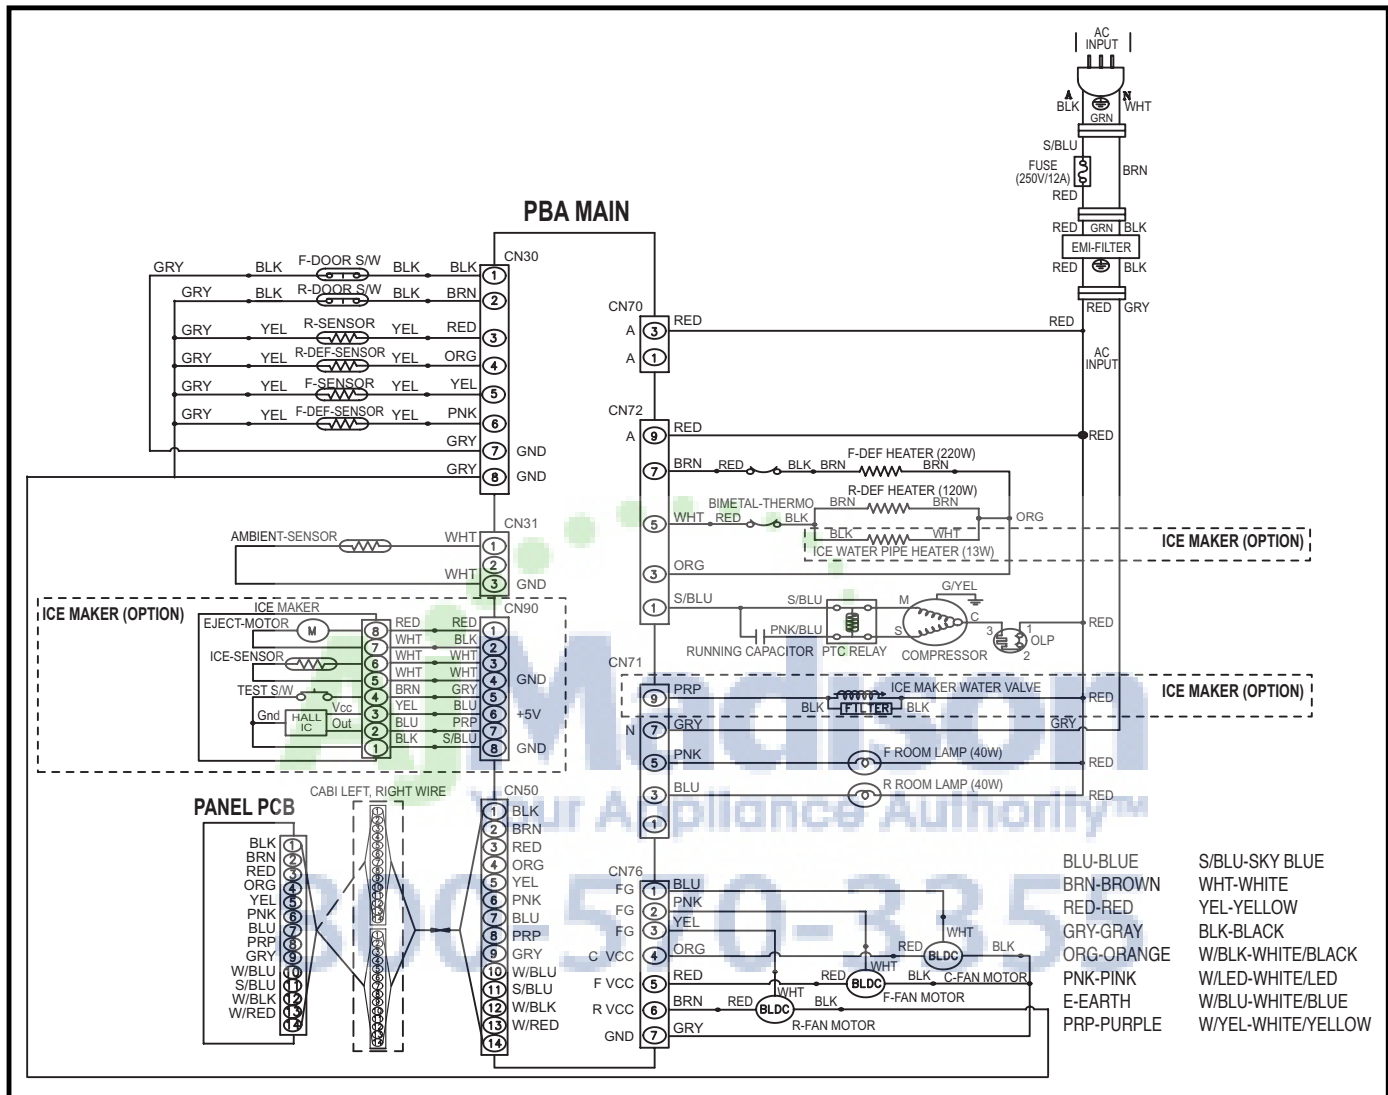 AC
INPUT
A
N
BLK
WHT
GRN
S/BLU
FUSE
(250V/12A)
BRN
RED
RED
GRN
BLK
EMI-FILTER
RED
BLK
RED
GRY
PBA MAIN
CN30
GRY BLK F-DOOR S/W BLK BLK 1
GRY BLK R-DOOR S/W BLK BRN 2
GRY YEL R-SENSOR YEL RED 3
GRY YEL R-DEF-SENSOR YEL ORG 4
GRY YEL F-SENSOR YEL YEL 5
GRY YEL F-DEF-SENSOR YEL PNK 6
GRY 7 GND
GRY 8 GND
CN70
A 3 RED RED
A 1
AC
INPUT
CN72
A 9 RED RED
F-DEF HEATER (220W)
7 BRN RED BLK BRN BRN
R-DEF HEATER (120W)
BIMETAL-THERMO BRN BRN
5 WHT RED BLK ORG
BLK WHT
ICE WATER PIPE HEATER (13W)
ICE MAKER (OPTION)
3 ORG
G/YEL
1 S/BLU S/BLU M
C 3 1 RED
PNK/BLU S OLP
2
RUNNING CAPACITOR PTC RELAY COMPRESSOR
CN31
AMBIENT-SENSOR WHT 1
2
WHT 3 GND
ICE MAKER (OPTION)
ICE MAKER
CN90
EJECT-MOTOR M 8 RED RED 1
7 WHT BLK 2
ICE-SENSOR 6 WHT WHT 3
5 WHT WHT 4 GND
TEST S/W 4 BRN GRY 5
Vcc 3 YEL BLU 6 +5V
Gnd HALL IC Out 2 BLU PRP 7
1 BLK S/BLU 8 GND
CN71
9 PRP ICE MAKER WATER VALVE RED
BLK FILTER BLK
ICE MAKER (OPTION)
N 7 GRY GRY
5 PNK F ROOM LAMP (40W) RED
3 BLU R ROOM LAMP (40W) RED
1
PANEL PCB
CABI LEFT, RIGHT WIRE
BLK 1
BRN 2
RED 3
ORG 4
YEL 5
PNK 6
BLU 7
PRP 8
GRY 9
W/BLU 10
S/BLU 11
W/BLK 12
W/RED 13
14
CN50
1 BLK
2 BRN
3 RED
4 ORG
5 YEL
6 PNK
7 BLU
8 PRP
9 GRY
10 W/BLU
11 S/BLU
12 W/BLK
13 W/RED
14
CN76
FG 1 BLU
FG 2 PNK
FG 3 YEL
C VCC 4 ORG RED WHT BLDC BLK
C-FAN MOTOR
F VCC 5 RED RED WHT BLDC BLK
F-FAN MOTOR
R VCC 6 BRN RED WHT BLDC BLK
R-FAN MOTOR
GND 7 GRY
BLU-BLUE S/BLU-SKY BLUE
BRN-BROWN WHT-WHITE
RED-RED YEL-YELLOW
GRY-GRAY BLK-BLACK
ORG-ORANGE W/BLK-WHITE/BLACK
PNK-PINK W/LED-WHITE/LED
E-EARTH W/BLU-WHITE/BLUE
PRP-PURPLE W/YEL-WHITE/YELLOW
AjMadison
Your Appliance Authority™
800-570-3355